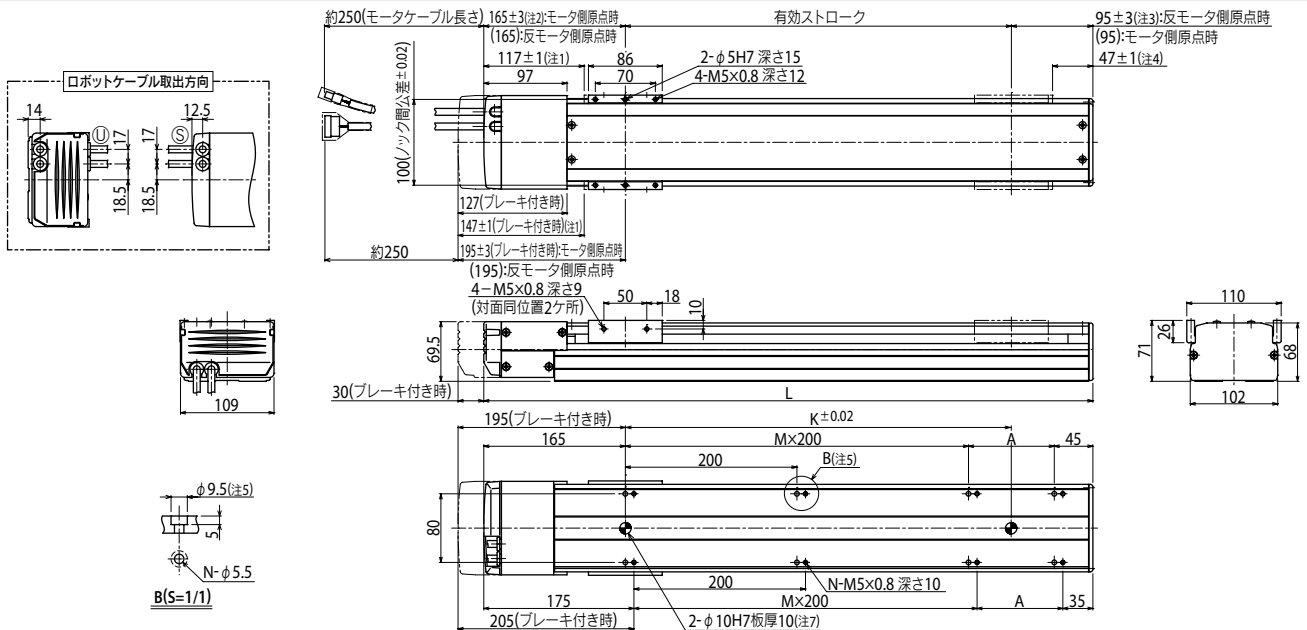 約250(モータケーブル長さ)
165±3(注2):モータ側原点時
(165):反モータ側原点時
有効ストローク
95±3(注3):反モータ側原点時
(95):モータ側原点時
117±1(注1)
86
2-φ5H7 深さ15
47±1(注4)
97
70
4-M5×0.8 深さ12
ロボットケーブル取出方向
14
12.5
Ⓤ
17
17
Ⓢ
18.5
18.5
100(ノック間公差±0.02)
127(ブレーキ付き時)
147±1(ブレーキ付き時)(注1)
約250
195±3(ブレーキ付き時):モータ側原点時
(195):反モータ側原点時
4-M5×0.8 深さ9
(対面同位置2ケ所)
50
18
10
110
26
71
68
102
69.5
109
30(ブレーキ付き時)
L
195(ブレーキ付き時)
K±0.02
165
M×200
A
45
200
B(注5)
φ9.5(注5)
5
80
N-φ5.5
B(S=1/1)
200
N-M5×0.8 深さ10
175
M×200
A
35
205(ブレーキ付き時)
2-φ10H7板厚10(注7)